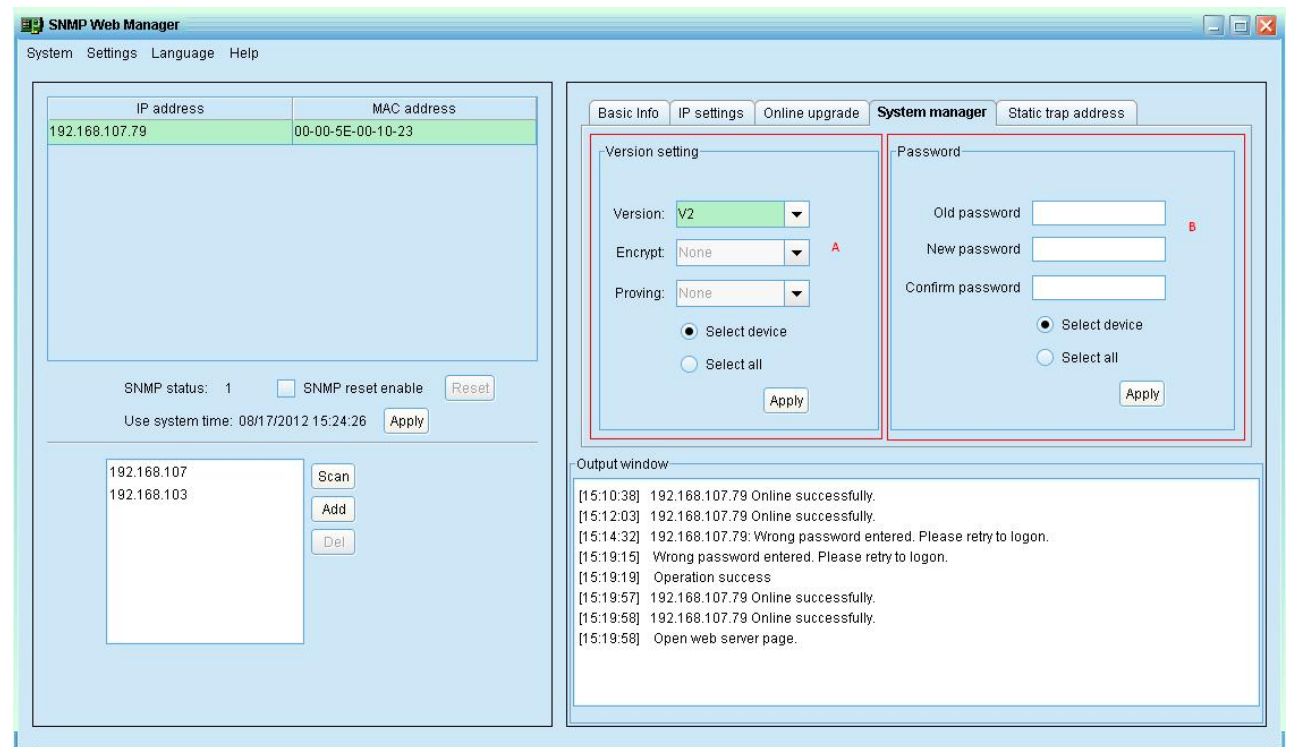 SNMP Web Manager
System Settings Language Help
IP address MAC address
192.168.107.79 00-00-5E-00-10-23
SNMP status: 1 SNMP reset enable Reset
Use system time: 08/17/2012 15:24:26 Apply
192.168.107
192.168.103
Scan
Add
Del
Basic Info IP settings Online upgrade System manager Static trap address
Version setting
Version: V2
Encrypt: None
A
Proving: None
Select device
Select all
Apply
Password
Old password
B
New password
Confirm password
Select device
Select all
Apply
Output window
[15:10:38] 192.168.107.79 Online successfully.
[15:12:03] 192.168.107.79 Online successfully.
[15:14:32] 192.168.107.79: Wrong password entered. Please retry to logon.
[15:19:15] Wrong password entered. Please retry to logon.
[15:19:19] Operation success
[15:19:57] 192.168.107.79 Online successfully.
[15:19:58] 192.168.107.79 Online successfully.
[15:19:58] Open web server page.